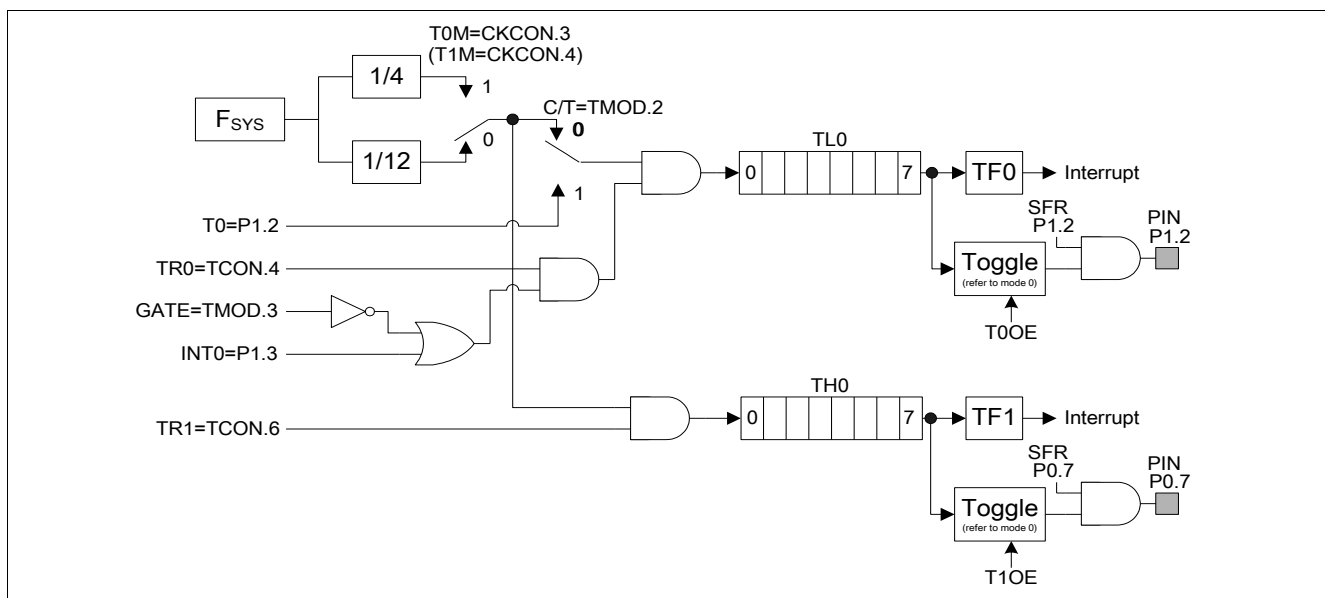 T0M=CKCON.3
(T1M=CKCON.4)
1/4
1
FSYS
C/T=TMOD.2
0
0
1/12
TL0
0 7
TF0
Interrupt
1
T0=P1.2
SFR
P1.2
PIN
P1.2
TR0=TCON.4
Toggle
(refer to mode 0)
GATE=TMOD.3
T0OE
INT0=P1.3
TH0
0 7
TF1
Interrupt
TR1=TCON.6
SFR
P0.7
PIN
P0.7
Toggle
(refer to mode 0)
T1OE